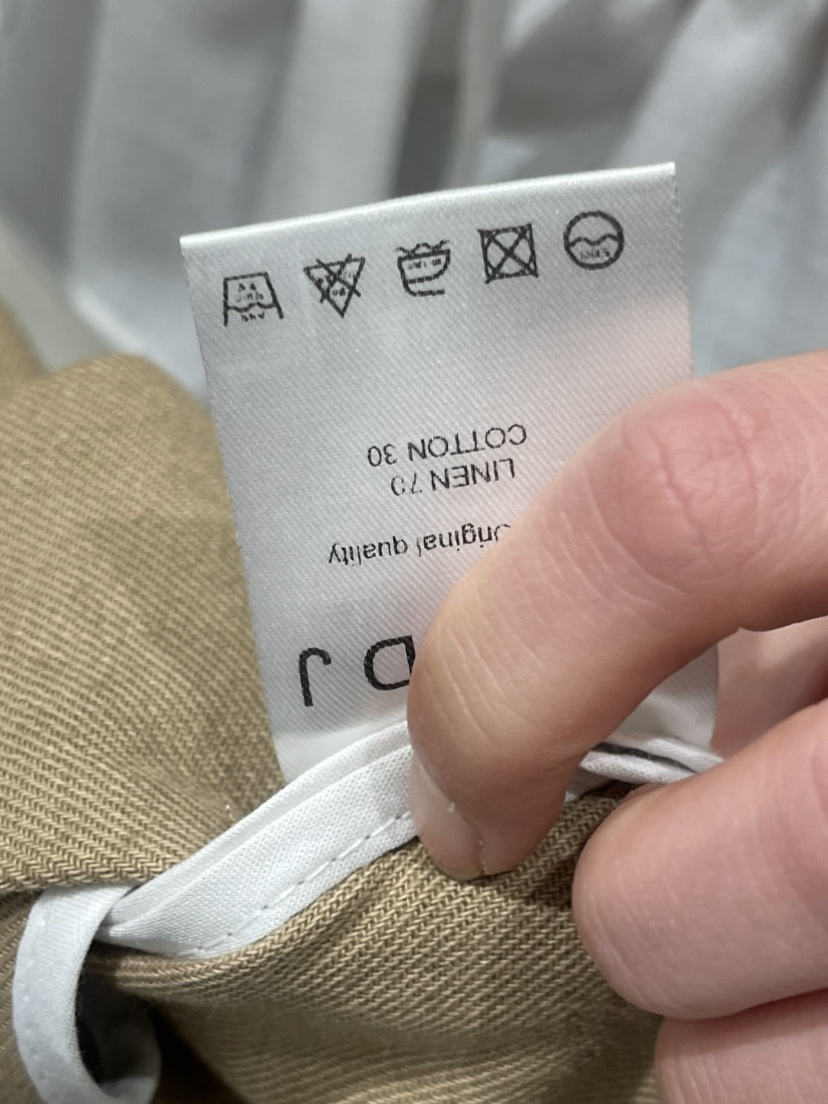 D J
Original quality
LINEN 70
COTTON 30